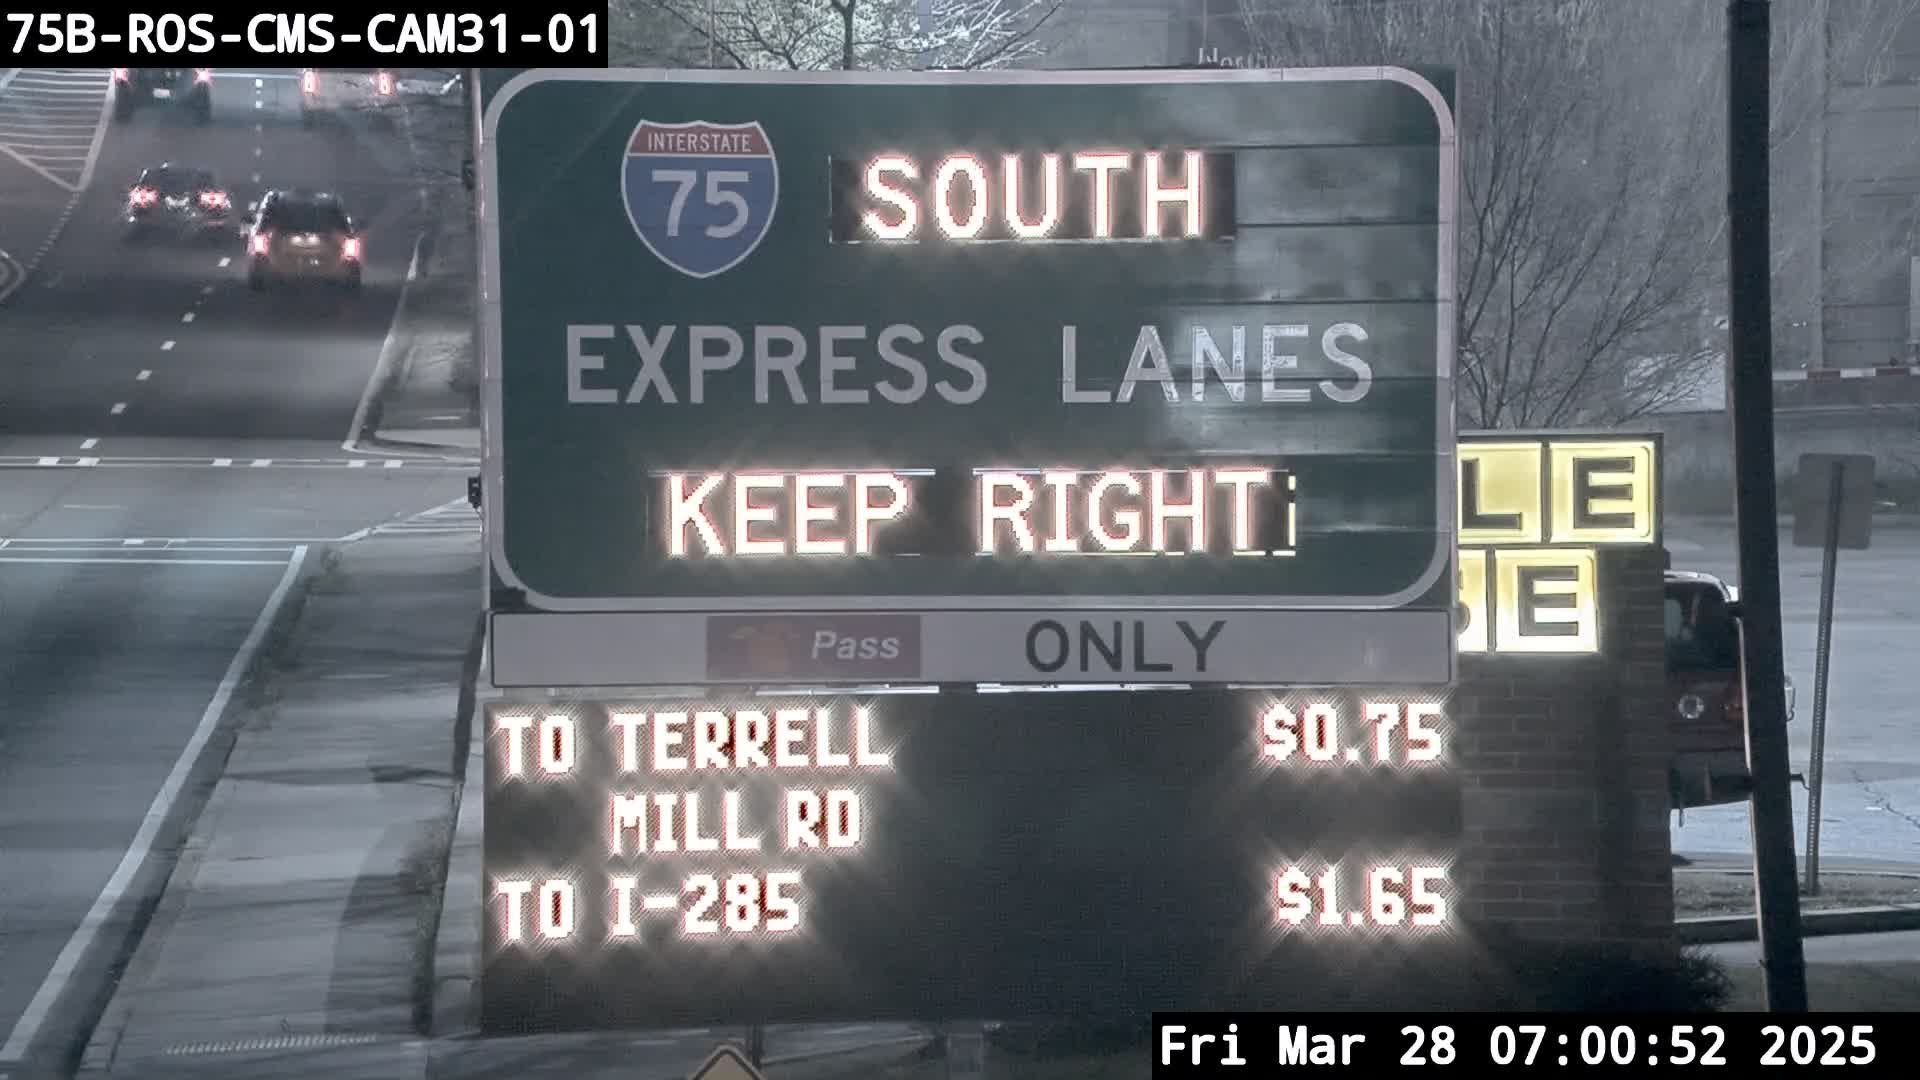 75B-ROS-CMS-CAM31-01
INTERSTATE
75
SOUTH
EXPRESS LANES
KEEP RIGHT
Pass ONLY
TO TERRELL $0.75
MILL RD
TO I-285 $1.65
LE
E
Fri Mar 28 07:00:52 2025